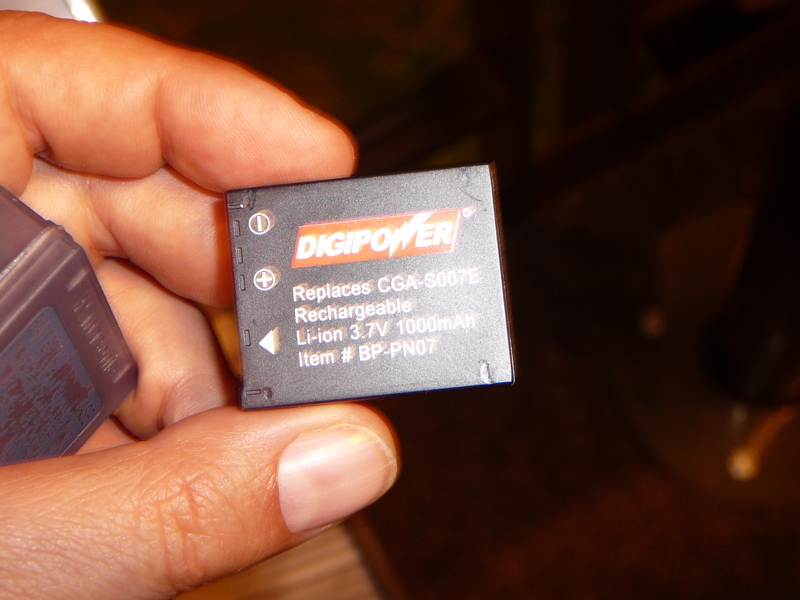 DIGIPOWER®
Replaces CGA-S007E
Rechargeable
Li-ion 3.7V 1000mAh
Item # BP-PN07